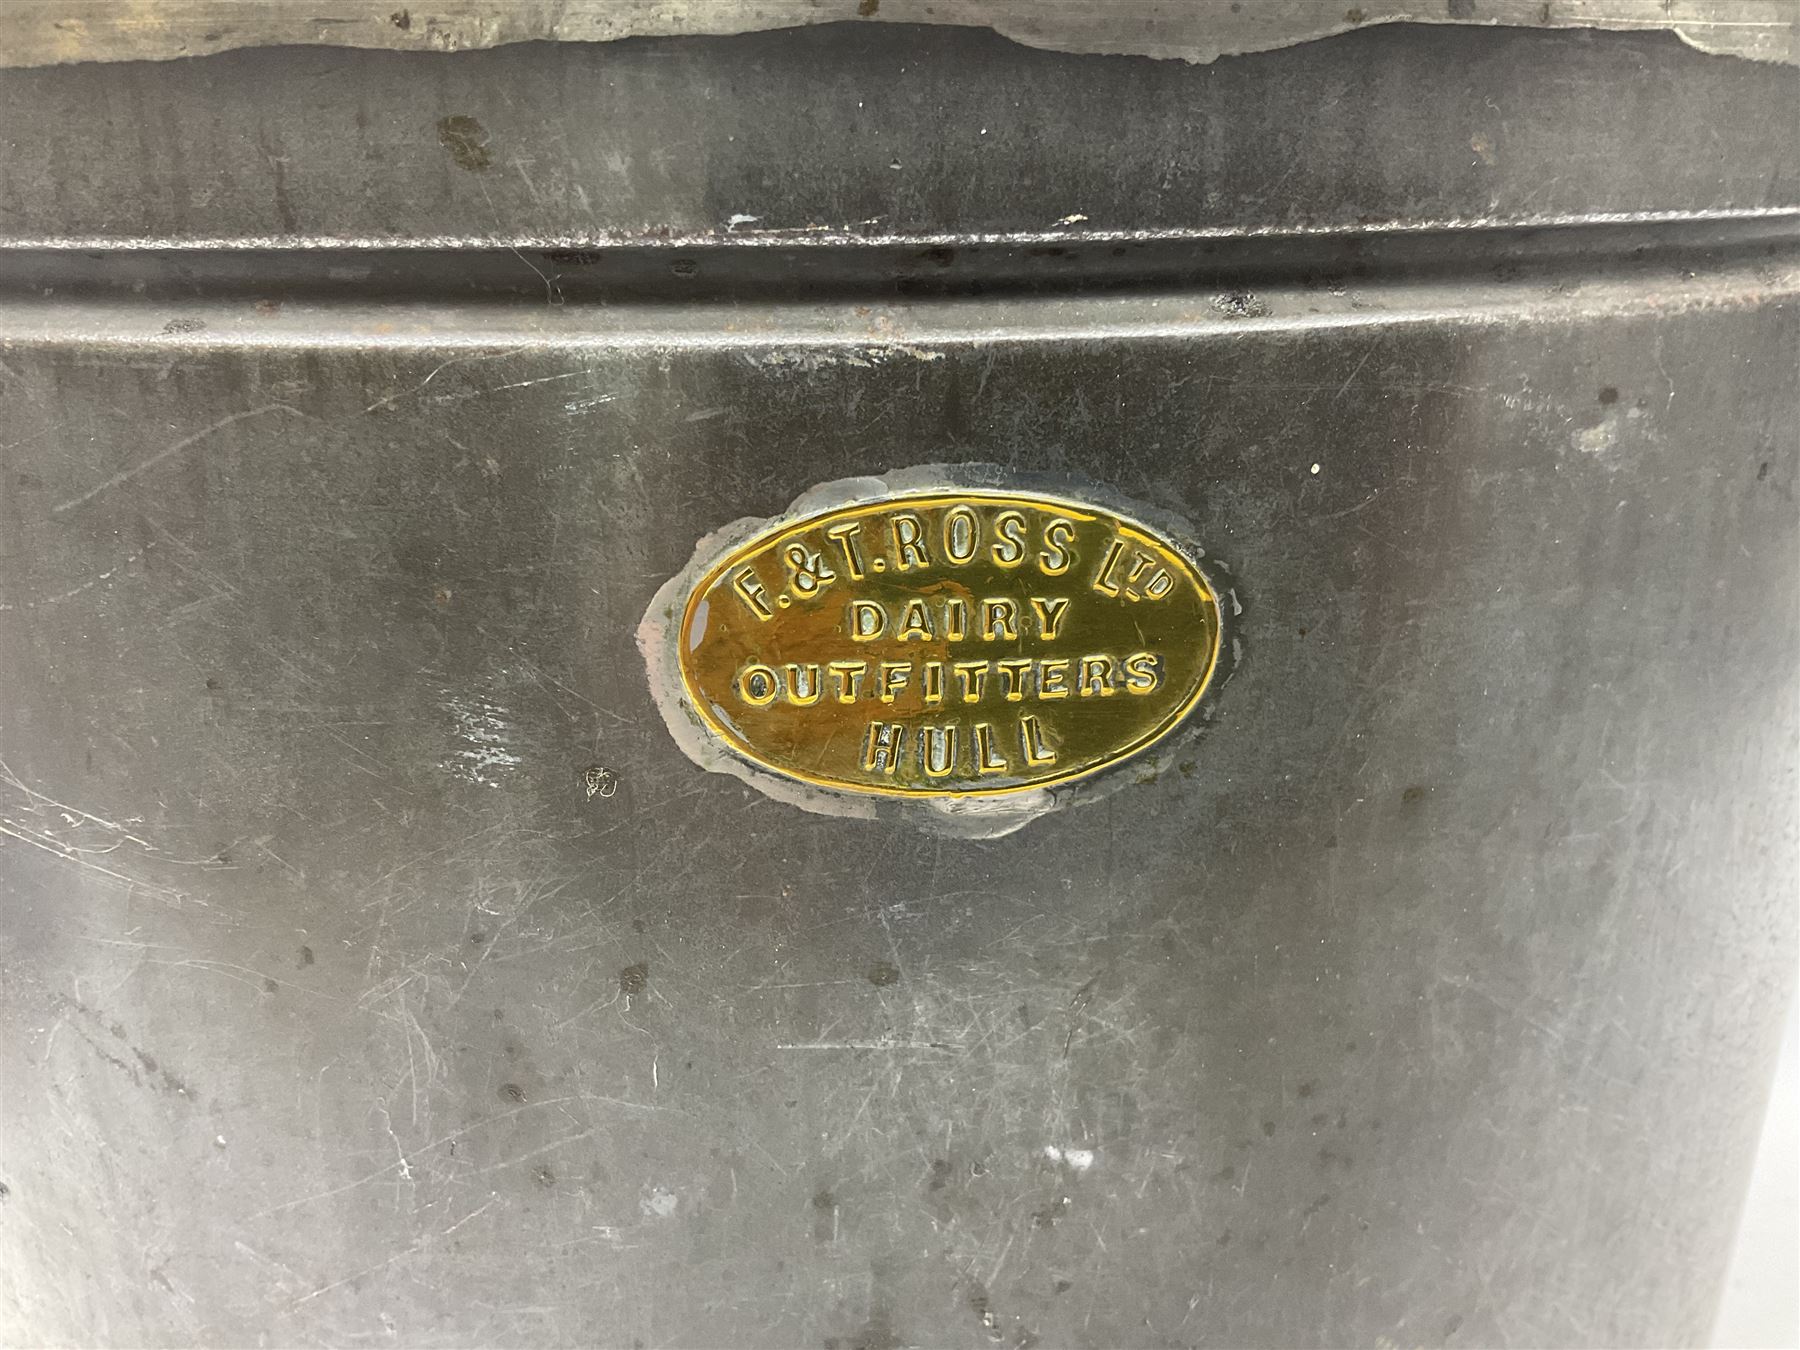 F. & T. ROSS LTD
DAIRY
OUTFITTERS
HULL